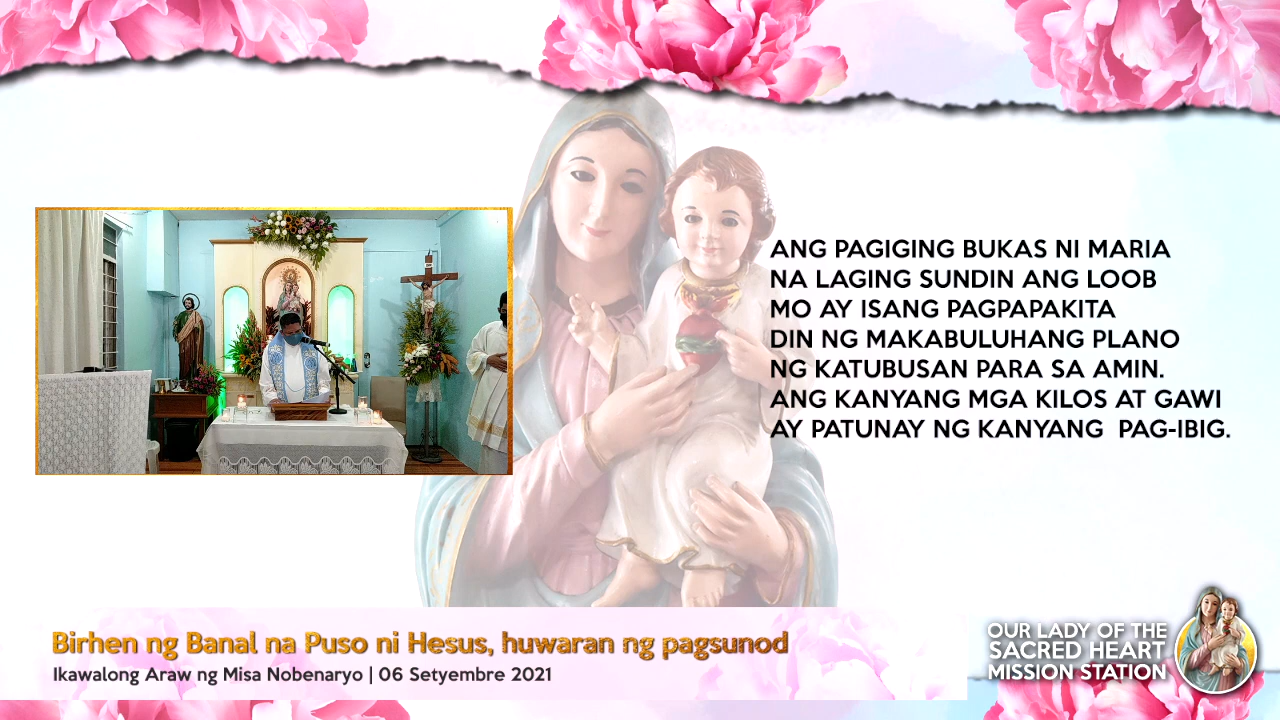 ANG PAGIGING BUKAS NI MARIA
NA LAGING SUNDIN ANG LOOB
MO AY ISANG PAGPAPAKITA
DIN NG MAKABULUHANG PLANO
NG KATUBUSAN PARA SA AMIN.
ANG KANYANG MGA KILOS AT GAWI
AY PATUNAY NG KANYANG PAG-IBIG.
Birhen ng Banal na Puso ni Hesus, huwaran ng pagsunod
Ikawalong Araw ng Misa Nobenaryo | 06 Setyembre 2021
OUR LADY OF THE
SACRED HEART
MISSION STATION